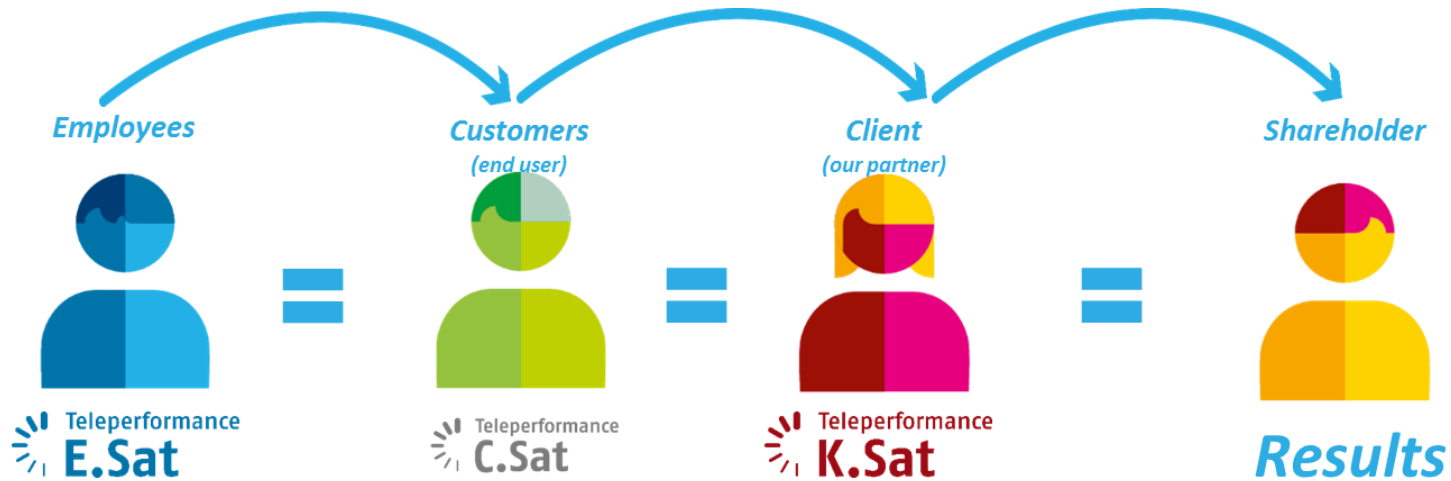 Employees
Customers
(end user)
Client
(our partner)
Shareholder
Teleperformance
E.Sat
Teleperformance
C.Sat
Teleperformance
K.Sat
Results